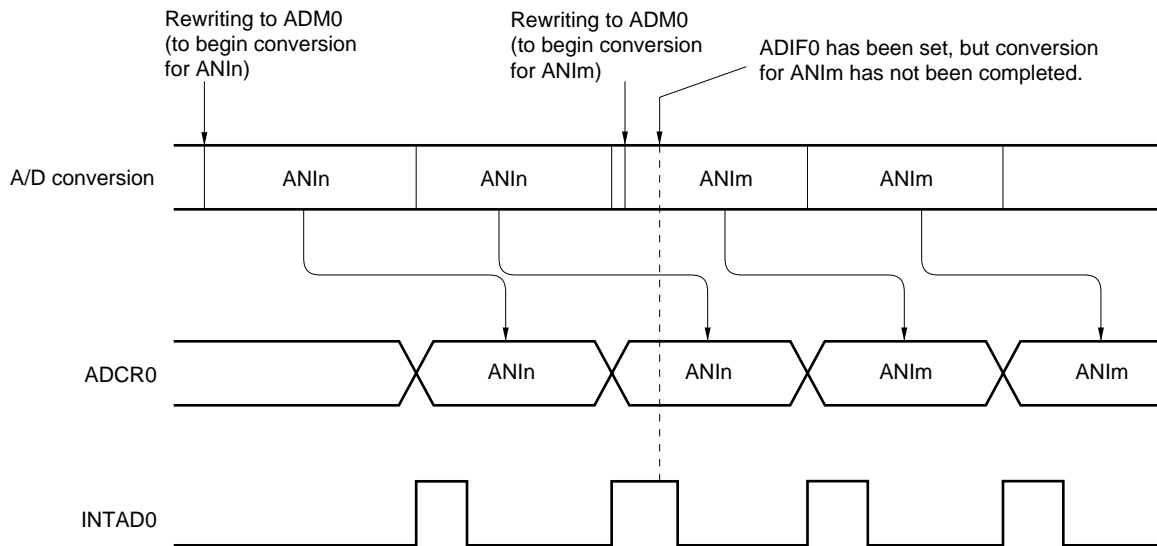 Rewriting to ADM0
(to begin conversion
for ANIn)
Rewriting to ADM0
(to begin conversion
for ANIm)
ADIF0 has been set, but conversion
for ANIm has not been completed.
A/D conversion
ANIn
ANIn
ANIm
ANIm
ADCR0
ANIn
ANIn
ANIm
ANIm
INTAD0